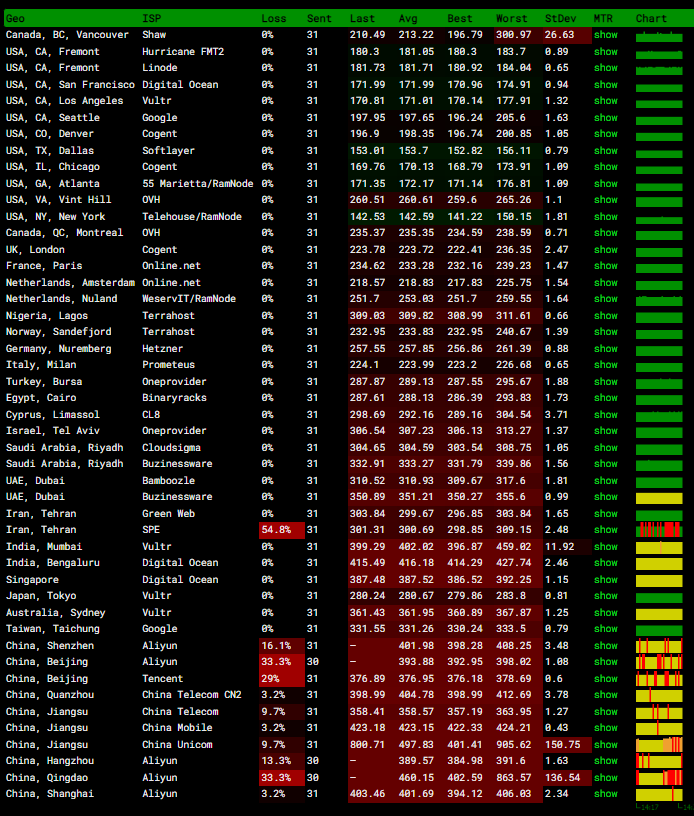 Geo ISP Loss Sent Last Avg Best Worst StDev MTR Chart
Canada, BC, Vancouver Shaw 0% 31 210.49 213.22 196.79 300.97 26.63 show
USA, CA, Fremont Hurricane FMT2 0% 31 180.3 181.05 180.3 183.7 0.89 show
USA, CA, Fremont Linode 0% 31 181.73 181.71 180.92 184.04 0.65 show
USA, CA, San Francisco Digital Ocean 0% 31 171.99 171.99 170.96 174.91 0.94 show
USA, CA, Los Angeles Vultr 0% 31 170.81 171.01 170.14 177.91 1.32 show
USA, CA, Seattle Google 0% 31 197.95 197.65 196.24 205.6 1.63 show
USA, CO, Denver Cogent 0% 31 196.9 198.35 196.74 200.85 1.05 show
USA, TX, Dallas Softlayer 0% 31 153.01 153.7 152.82 156.11 0.79 show
USA, IL, Chicago Cogent 0% 31 169.76 170.13 168.79 173.91 1.09 show
USA, GA, Atlanta 55 Marietta/RamNode 0% 31 171.35 172.17 171.14 176.81 1.09 show
USA, VA, Vint Hill OVH 0% 31 260.51 260.61 259.6 265.26 1.1 show
USA, NY, New York Telehouse/RamNode 0% 31 142.53 142.59 141.22 150.15 1.81 show
Canada, QC, Montreal OVH 0% 31 235.37 235.35 234.59 238.59 0.71 show
UK, London Cogent 0% 31 223.78 223.72 222.41 236.35 2.47 show
France, Paris Online.net 0% 31 234.62 233.28 232.16 239.23 1.47 show
Netherlands, Amsterdam Online.net 0% 31 218.57 218.83 217.83 225.75 1.54 show
Netherlands, Nuland WeservIT/RamNode 0% 31 251.7 253.03 251.7 259.55 1.64 show
Nigeria, Lagos Terrahost 0% 31 309.03 309.82 308.99 311.61 0.66 show
Norway, Sandefjord Terrahost 0% 31 232.95 233.83 232.95 240.67 1.39 show
Germany, Nuremberg Hetzner 0% 31 257.55 257.85 256.86 261.39 0.88 show
Italy, Milan Prometeus 0% 31 224.1 223.99 223.2 226.68 0.65 show
Turkey, Bursa Oneprovider 0% 31 287.87 289.13 287.55 295.67 1.88 show
Egypt, Cairo Binaryracks 0% 31 287.61 288.13 286.39 293.83 1.73 show
Cyprus, Limassol CL8 0% 31 298.69 292.16 289.16 304.54 3.71 show
Israel, Tel Aviv Oneprovider 0% 31 306.54 307.23 306.13 313.27 1.37 show
Saudi Arabia, Riyadh Cloudsigma 0% 31 304.65 304.59 303.54 308.75 1.05 show
Saudi Arabia, Riyadh Buzinessware 0% 31 332.91 333.27 331.79 339.86 1.56 show
UAE, Dubai Bamboozle 0% 31 310.52 310.93 309.67 317.6 1.81 show
UAE, Dubai Buzinessware 0% 31 350.89 351.21 350.27 355.6 0.99 show
Iran, Tehran Green Web 0% 31 303.84 299.67 296.85 303.84 1.65 show
Iran, Tehran SPE 54.8% 31 301.31 300.69 298.85 309.15 2.48 show
India, Mumbai Vultr 0% 31 399.29 402.02 396.87 459.02 11.92 show
India, Bengaluru Digital Ocean 0% 31 415.49 416.18 414.29 427.74 2.46 show
Singapore Digital Ocean 0% 31 387.48 387.52 386.52 392.25 1.15 show
Japan, Tokyo Vultr 0% 31 280.24 280.67 279.86 283.8 0.81 show
Australia, Sydney Vultr 0% 31 361.43 361.95 360.89 367.87 1.25 show
Taiwan, Taichung Google 0% 31 331.55 331.26 330.24 333.5 0.79 show
China, Shenzhen Aliyun 16.1% 31 – 401.98 398.28 408.25 3.48 show
China, Beijing Aliyun 33.3% 30 – 393.88 392.95 398.02 1.08 show
China, Beijing Tencent 29% 31 376.89 376.95 376.18 378.69 0.6 show
China, Quanzhou China Telecom CN2 3.2% 31 398.99 404.78 398.99 412.69 3.78 show
China, Jiangsu China Telecom 9.7% 31 358.41 358.57 357.19 363.95 1.27 show
China, Jiangsu China Mobile 3.2% 31 423.18 423.15 422.33 424.21 0.43 show
China, Jiangsu China Unicom 9.7% 31 800.71 497.83 401.41 905.62 150.75 show
China, Hangzhou Aliyun 13.3% 30 – 389.57 384.98 391.6 1.63 show
China, Qingdao Aliyun 33.3% 30 – 460.15 402.59 863.57 136.54 show
China, Shanghai Aliyun 3.2% 31 403.46 401.69 394.12 406.03 2.34 show